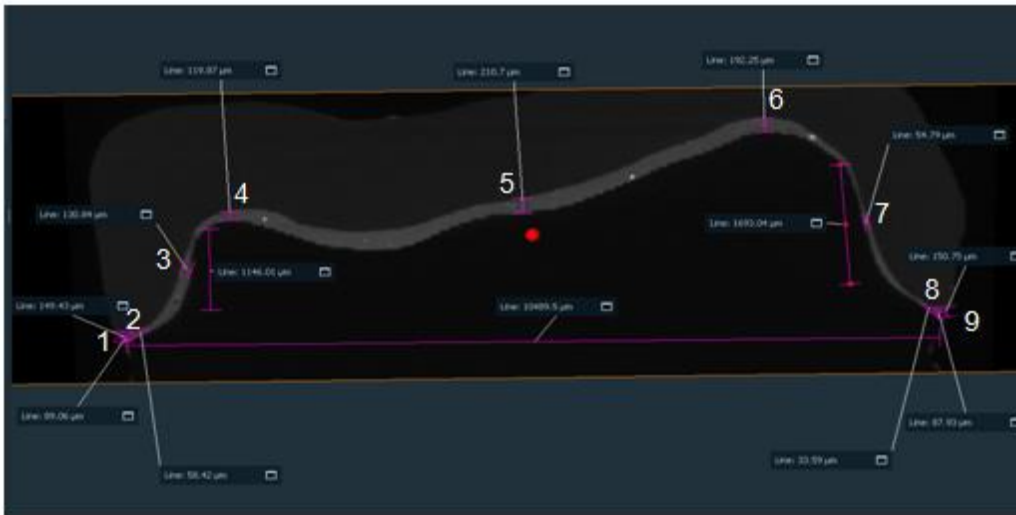 Line: 192.25 µm
Line: 119.87 µm
Line: 210.7 µm
6
Line: 54.79 µm
4
5
Line: 130.84 µm
7
Line: 1693.04 µm
3
Line: 150.75 µm
Line: 1146.01 µm
8
Line: 149.43 µm
Line: 10489.5 µm
2
9
1
Line: 89.06 µm
Line: 87.93 µm
Line: 33.59 µm
Line: 58.42 µm